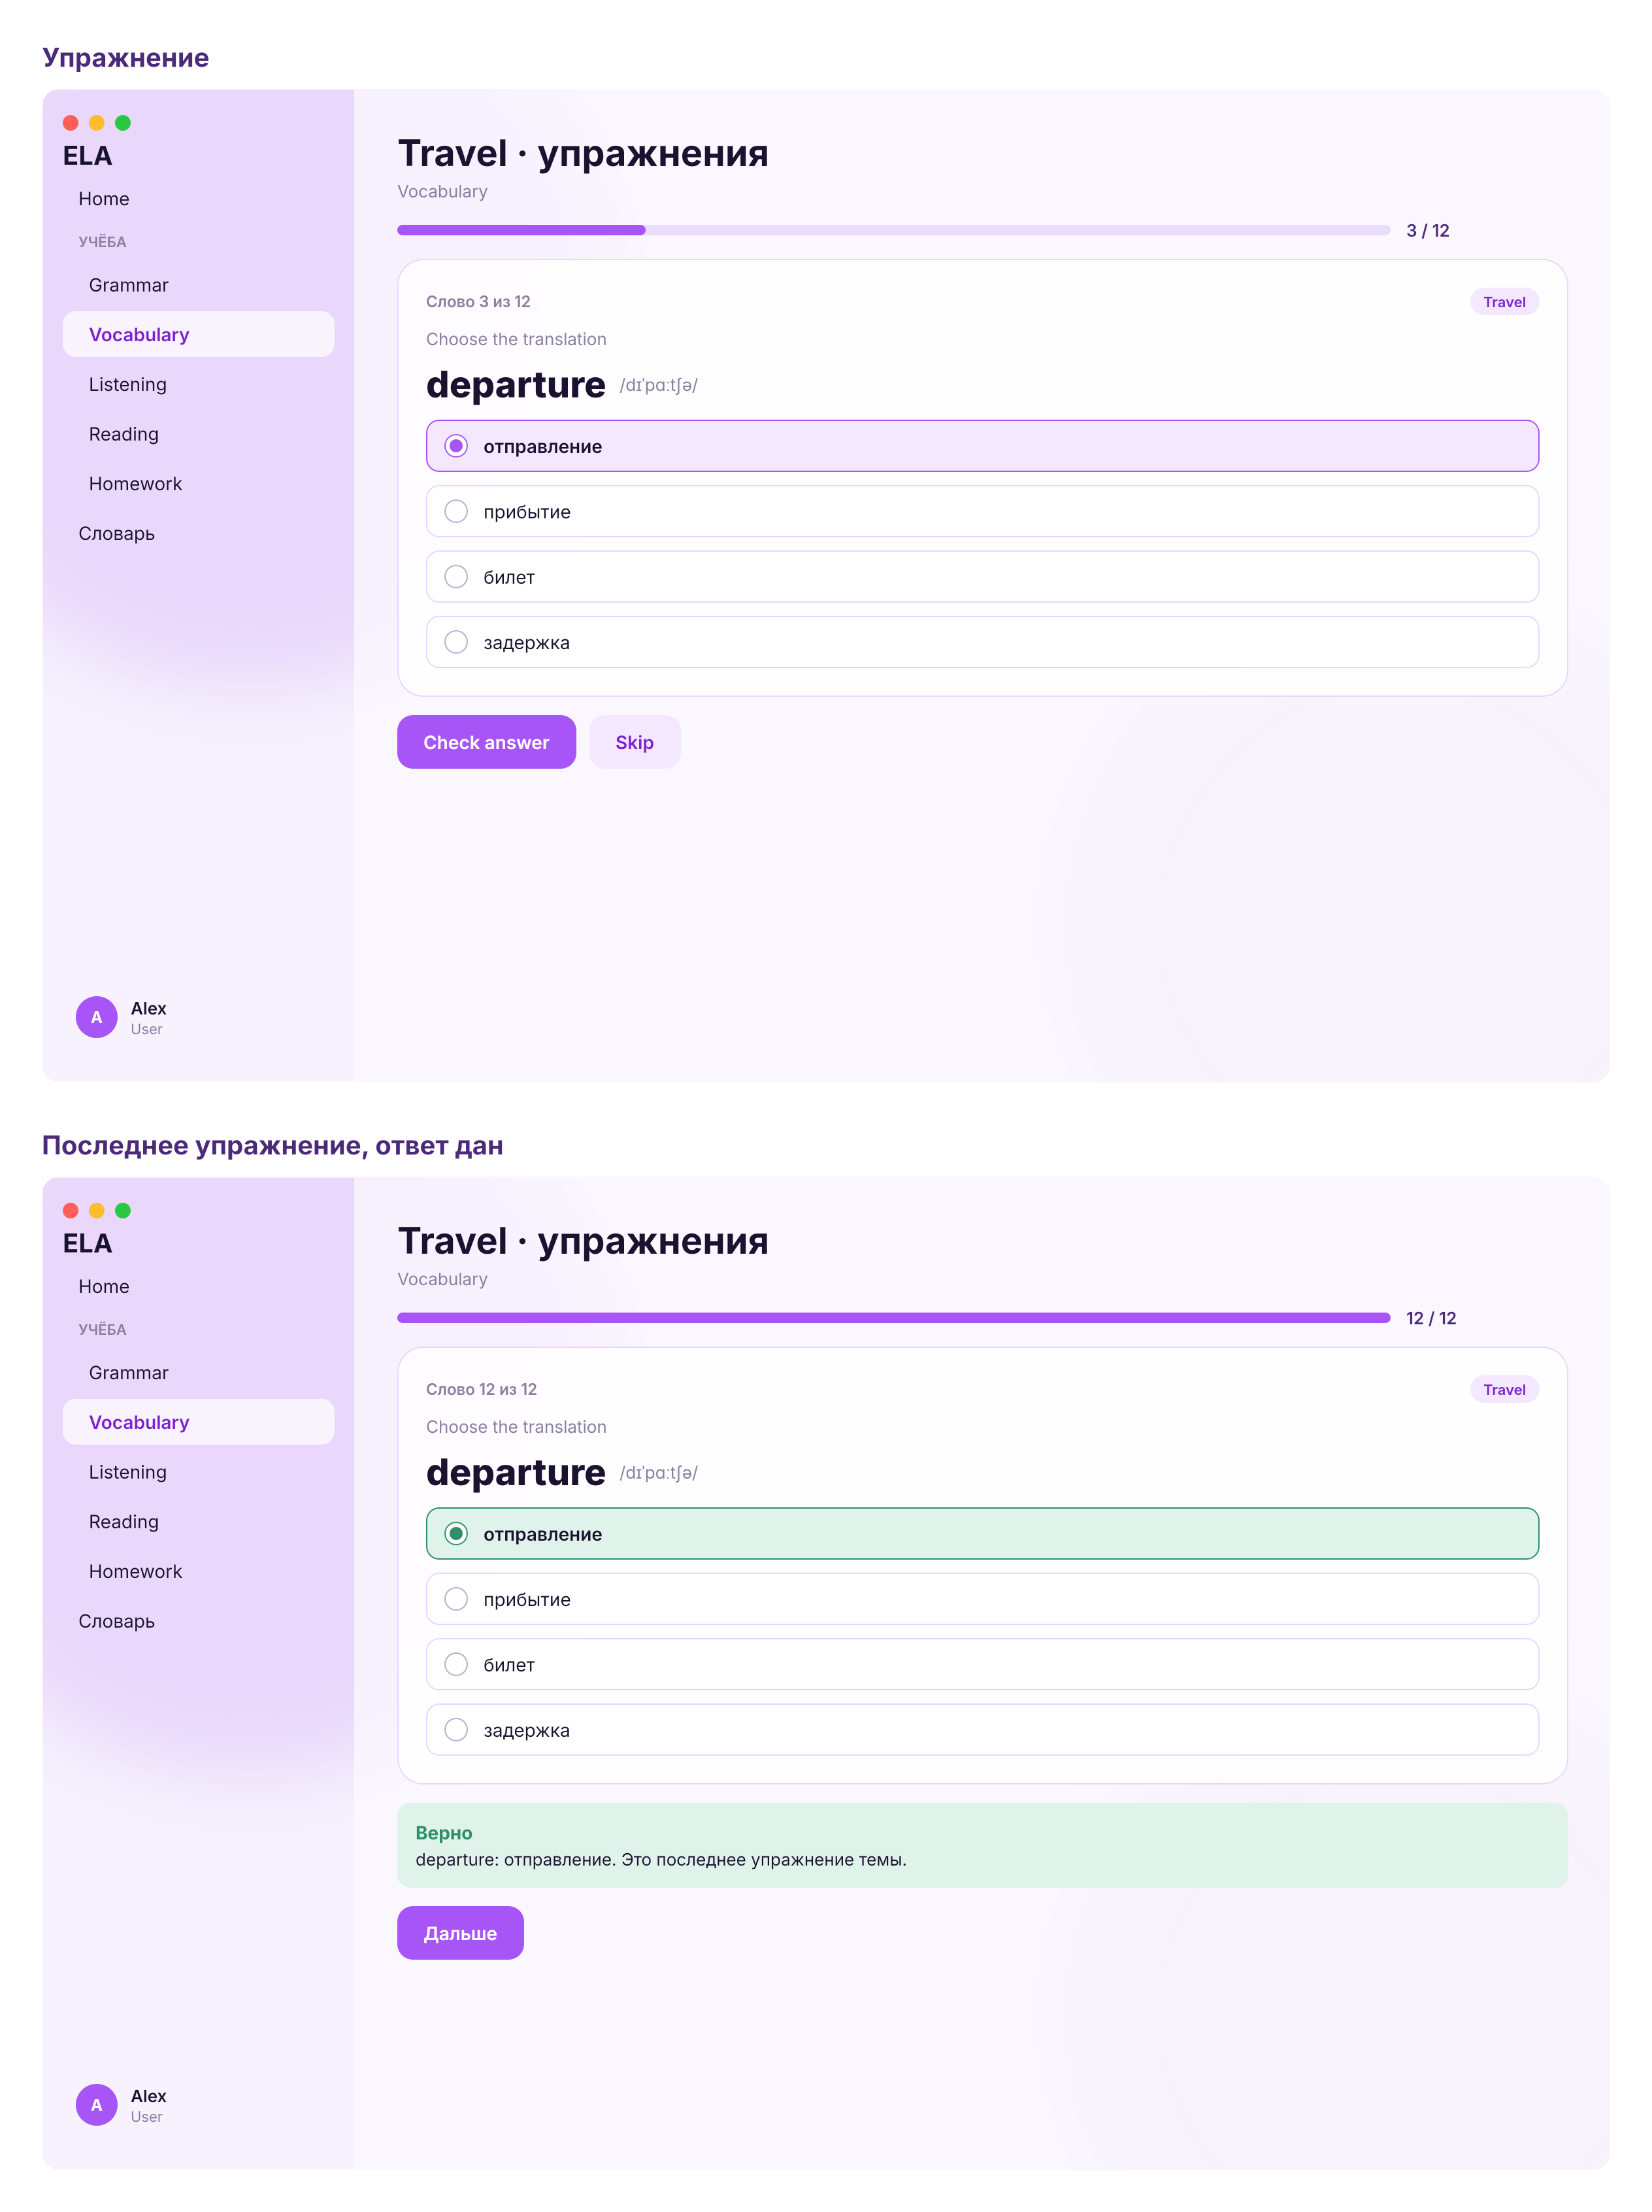 Упражнение
ELA
Home
УЧЁБА
Grammar
Vocabulary
Listening
Reading
Homework
Словарь
A
Alex
User
Travel · упражнения
Vocabulary
3 / 12
Слово 3 из 12
Travel
Choose the translation
departure /dɪˈpɑːtʃə/
отправление
прибытие
билет
задержка
Check answer
Skip
Последнее упражнение, ответ дан
ELA
Home
УЧЁБА
Grammar
Vocabulary
Listening
Reading
Homework
Словарь
A
Alex
User
Travel · упражнения
Vocabulary
12 / 12
Слово 12 из 12
Travel
Choose the translation
departure /dɪˈpɑːtʃə/
отправление
прибытие
билет
задержка
Верно
departure: отправление. Это последнее упражнение темы.
Дальше